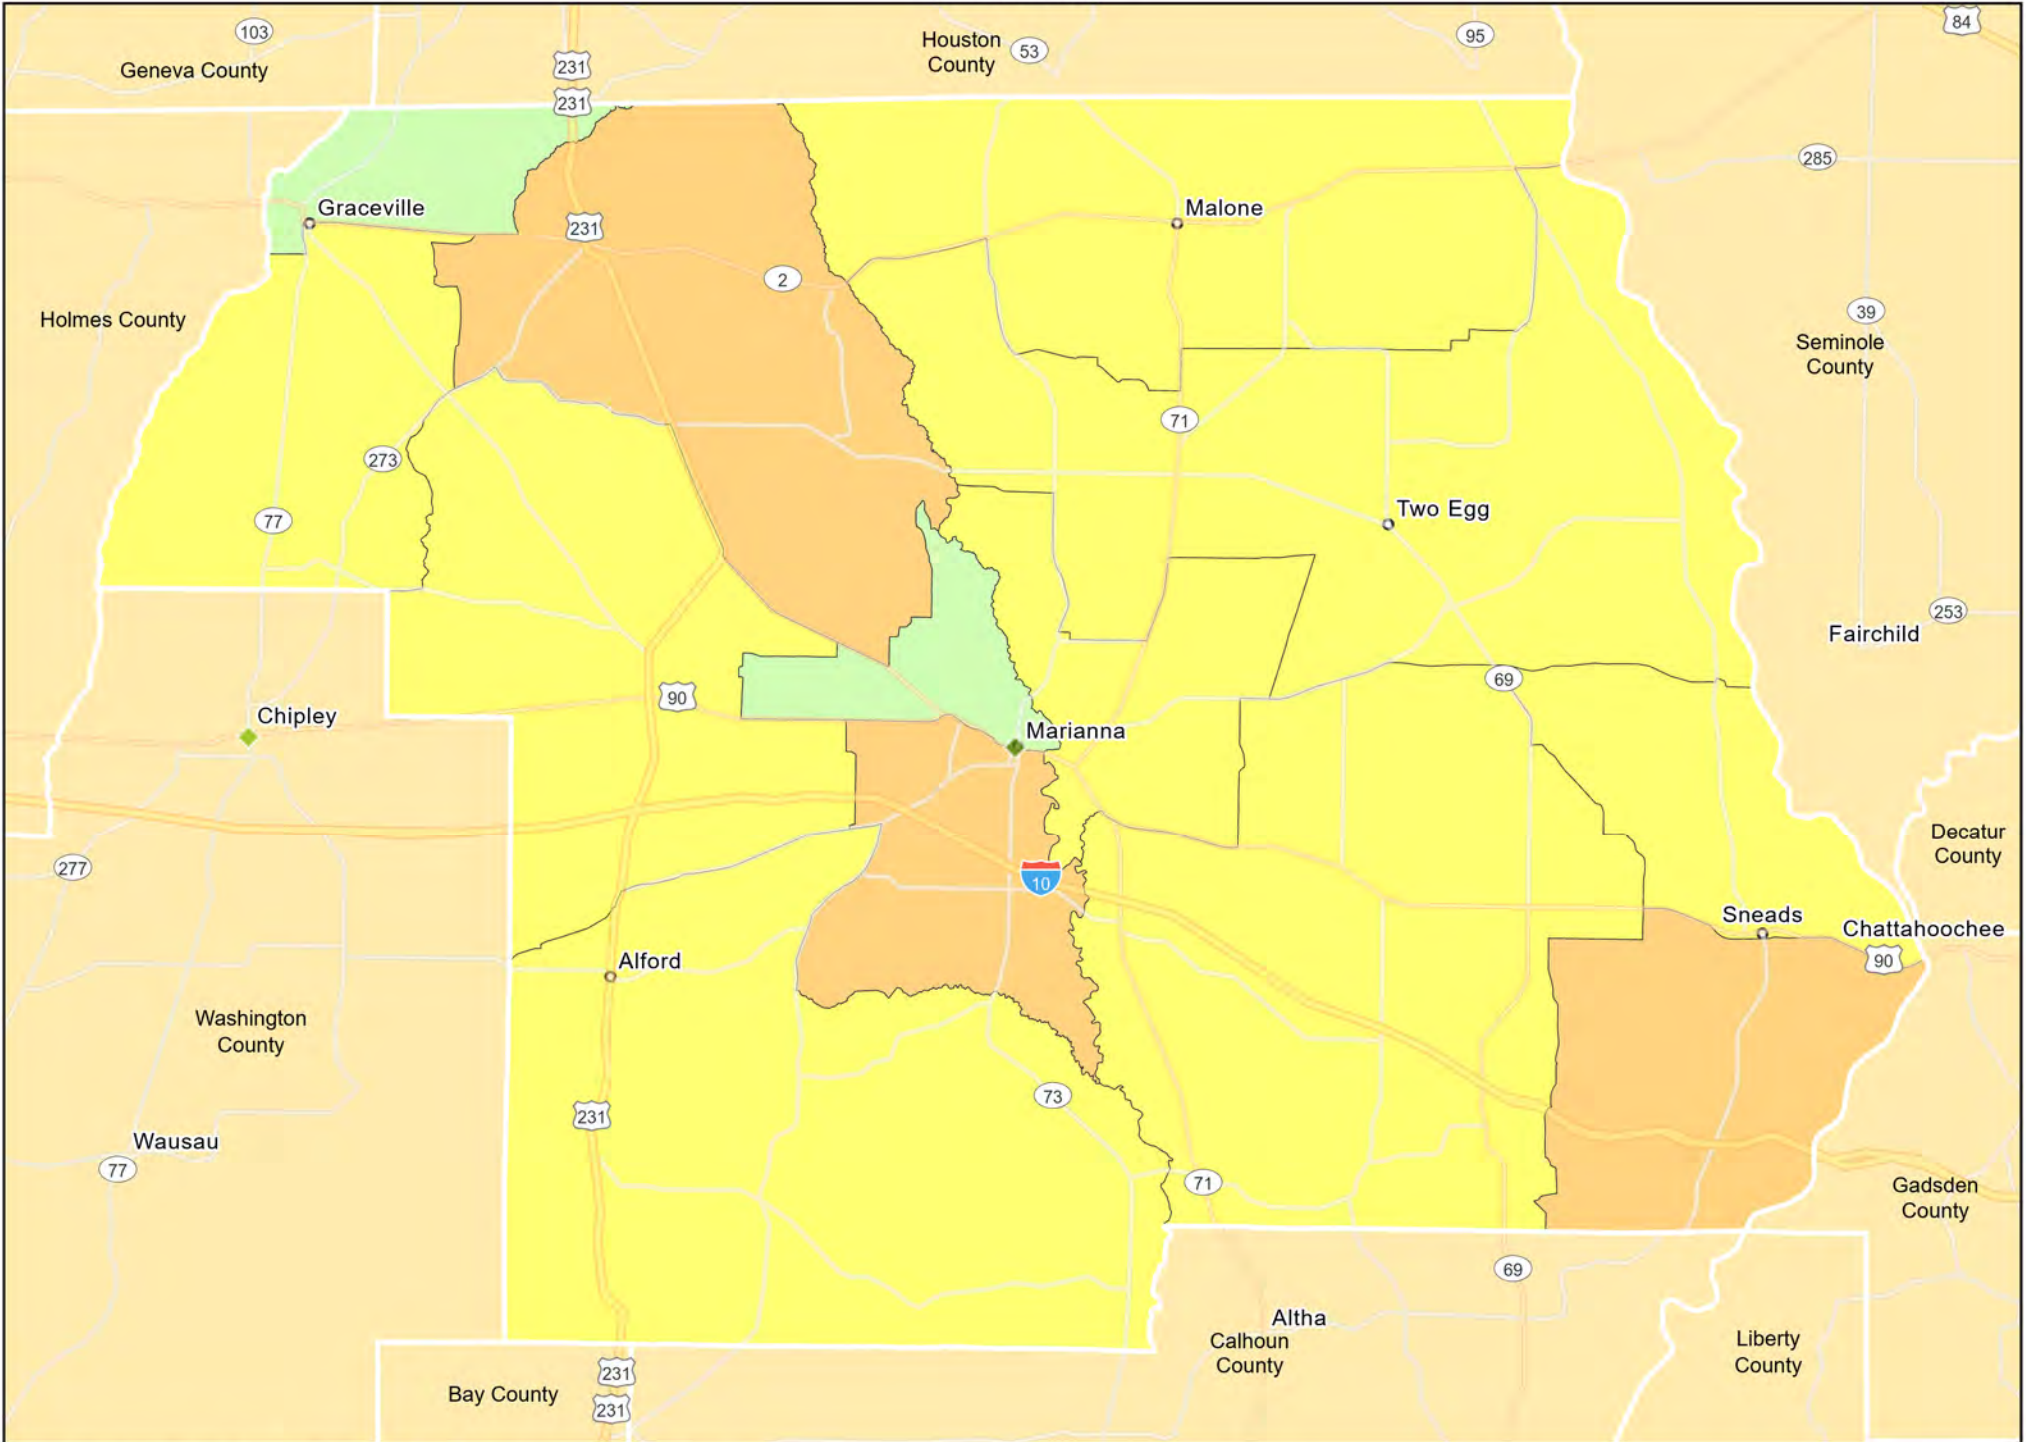 84
103
95
Houston
County
53
231
Geneva County
231
285
Graceville
Malone
231
2
39
Holmes County
Seminole
County
71
273
Two Egg
77
253
Fairchild
69
90
Chipley
Marianna
Decatur
County
277
10
Sneads
Chattahoochee
Alford
90
Washington
County
73
231
Wausau
77
71
Gadsden
County
69
Altha
Calhoun
County
Liberty
County
231
Bay County
231